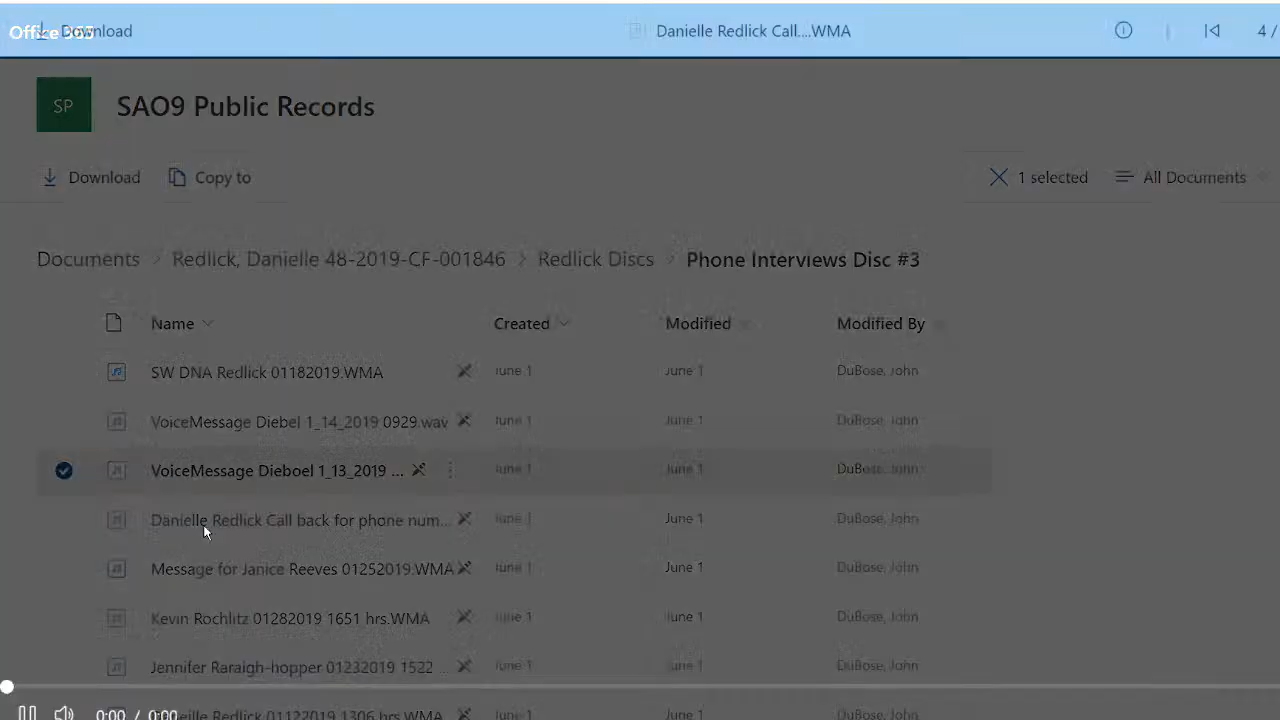 Office 365 Download Danielle Redlick Call....WMA 4 /
SP SAO9 Public Records
Download Copy to 1 selected All Documents
Documents > Redlick, Danielle 48-2019-CF-001846 > Redlick Discs > Phone Interviews Disc #3
Name Created Modified Modified By
SW DNA Redlick 01182019.WMA June 1 June 1 DuBose, John
VoiceMessage Diebel 1_14_2019 0929.wav June 1 June 1 DuBose, John
VoiceMessage Dieboel 1_13_2019 ... June 1 June 1 DuBose, John
Danielle Redlick Call back for phone num... June 1 June 1 DuBose, John
Message for Janice Reeves 01252019.WMA June 1 June 1 DuBose, John
Kevin Rochlitz 01282019 1651 hrs.WMA June 1 June 1 DuBose, John
Jennifer Raraigh-hopper 01232019 1522 ... June 1 June 1 DuBose, John
Redlick 01122019 1306 hrs.WMA June 1 June 1 DuBose, John
0:00 / 0:00